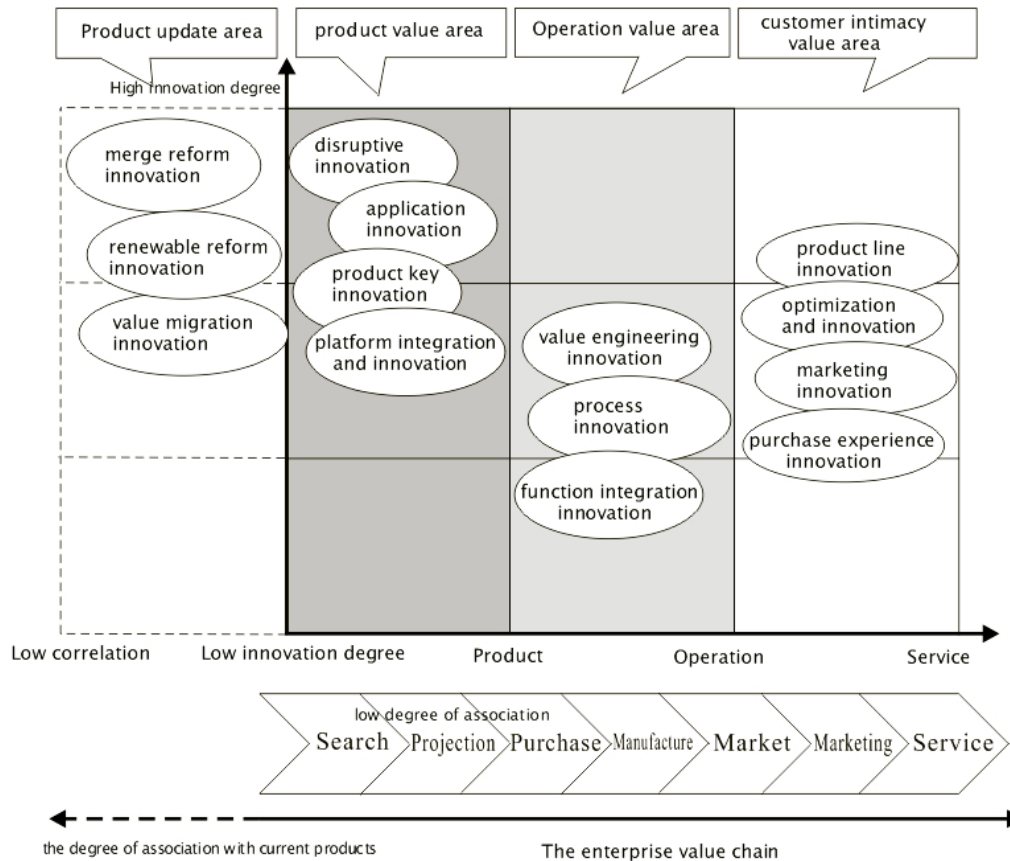 Product update area
product value area
Operation value area
customer intimacy
value area
High innovation degree
merge reform
innovation
renewable reform
innovation
value migration
innovation
disruptive
innovation
application
innovation
product key
innovation
platform integration
and innovation
value engineering
innovation
process
innovation
function integration
innovation
product line
innovation
optimization
and innovation
marketing
innovation
purchase experience
innovation
Low correlation
Low innovation degree
Product
Operation
Service
low degree of association
Search
Projection
Purchase
Manufacture
Market
Marketing
Service
the degree of association with current products
The enterprise value chain